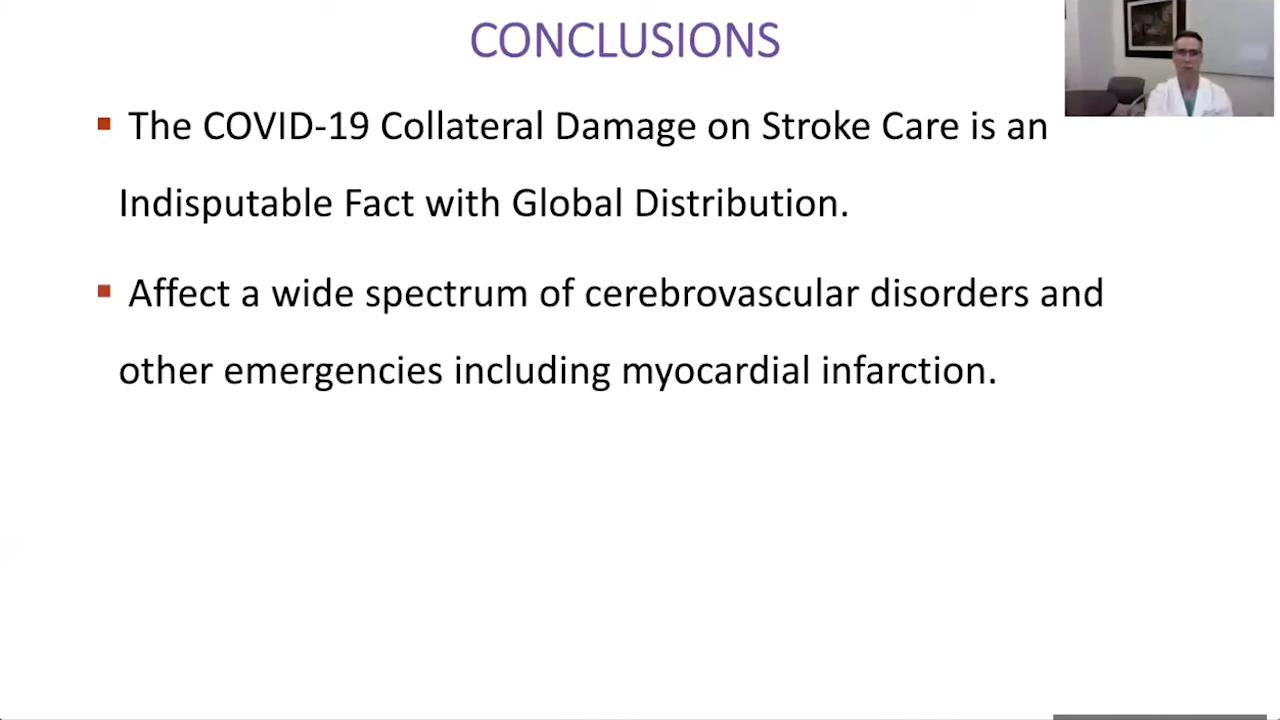 CONCLUSIONS
▪ The COVID-19 Collateral Damage on Stroke Care is an
Indisputable Fact with Global Distribution.
▪ Affect a wide spectrum of cerebrovascular disorders and
other emergencies including myocardial infarction.